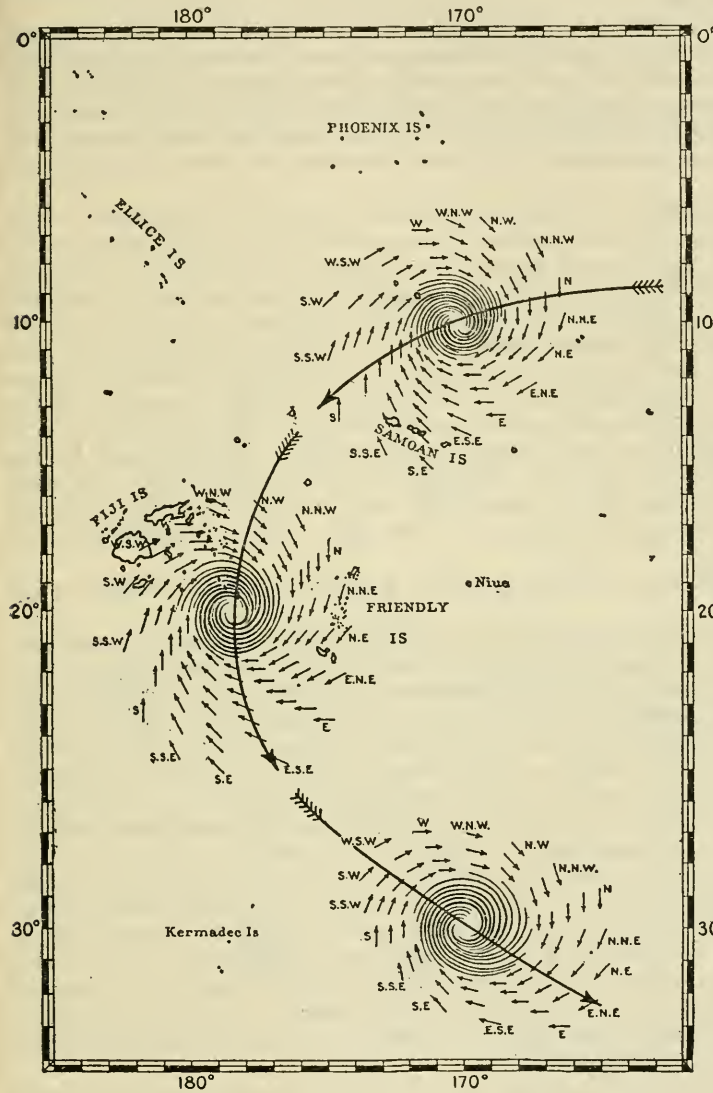 180° 170°
0° 0°
PHOENIX IS
ELLICE IS
W W.N.W N.W.
N.N.W
W.S.W
N
S.W
10° N.N.E 10°
S.S.W N.E
E.N.E
S E
E.S.E
SAMOAN IS
S.S.E
S.E
FIJI IS W.N.W N.W
N.N.W
W.S.W N
S.W N.N.E Niue
20° FRIENDLY 20°
S.S.W N.E IS
E.N.E
S E
S.S.E
S.E E.S.E
W.S.W W W.N.W.
N.W
S.W N.N.W.
S.S.W N
30° Kermadec Is S N.N.E 30°
N.E
S.S.E
S.E E.N.E
E.S.E E
180° 170°